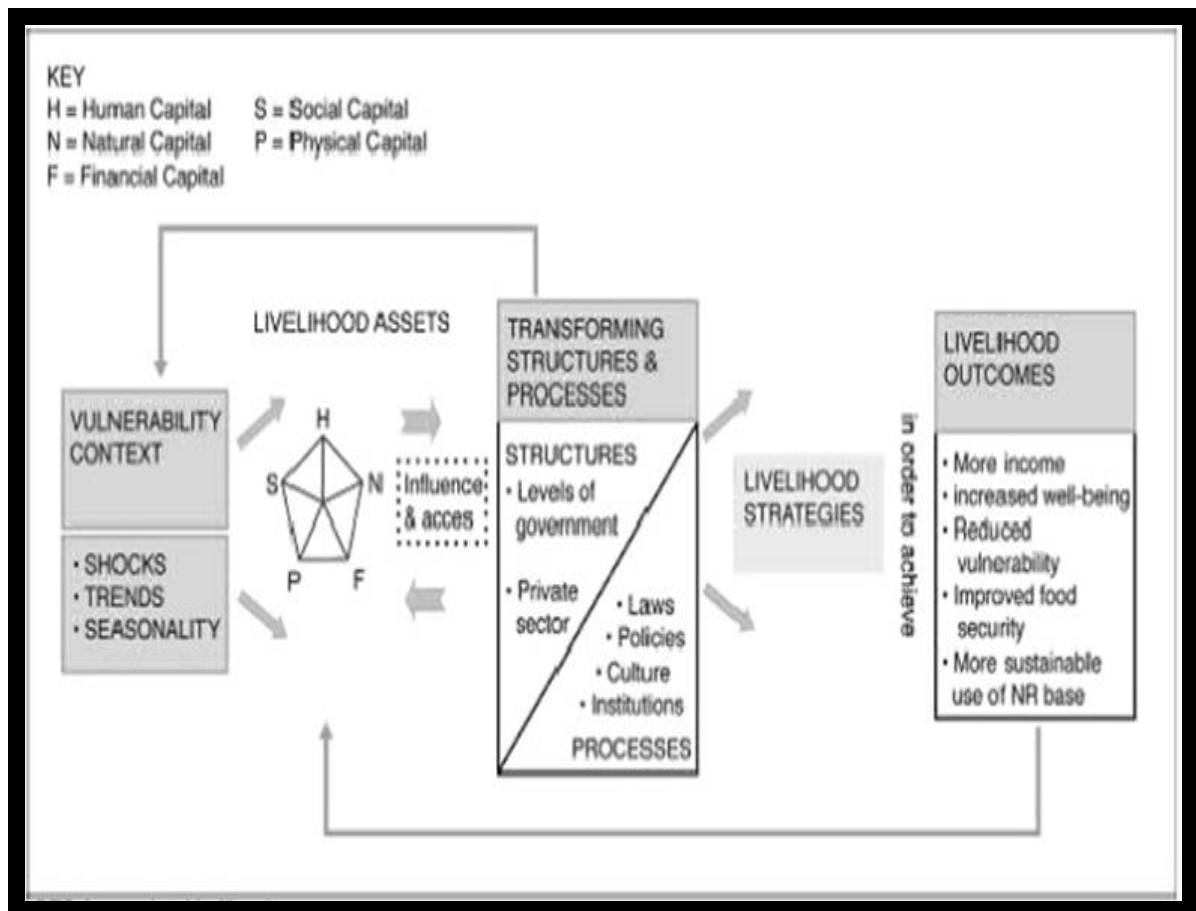 KEY
H = Human Capital S = Social Capital
N = Natural Capital P = Physical Capital
F = Financial Capital
LIVELIHOOD ASSETS
VULNERABILITY
CONTEXT
• SHOCKS
• TRENDS
• SEASONALITY
H
S
N
P
F
Influence
& acces
TRANSFORMING
STRUCTURES &
PROCESSES
STRUCTURES
• Levels of
government
• Private
sector
• Laws
• Policies
• Culture
• Institutions
PROCESSES
LIVELIHOOD
STRATEGIES
in order to achieve
LIVELIHOOD
OUTCOMES
• More income
• increased well-being
• Reduced
vulnerability
• Improved food
security
• More sustainable
use of NR base